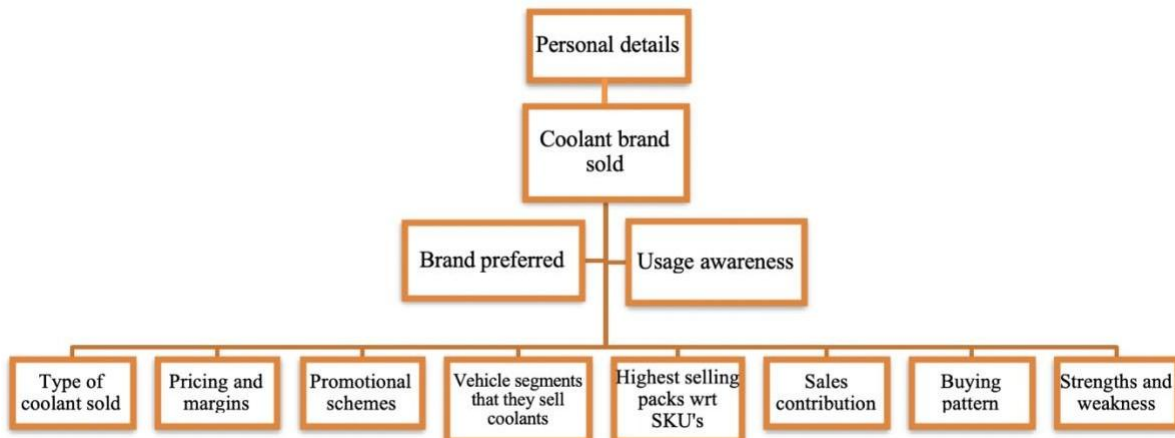 Personal details
Coolant brand
sold
Brand preferred
Usage awareness
Type of
coolant sold
Pricing and
margins
Promotional
schemes
Vehicle segments
that they sell
coolants
Highest selling
packs wrt
SKU's
Sales
contribution
Buying
pattern
Strengths and
weakness